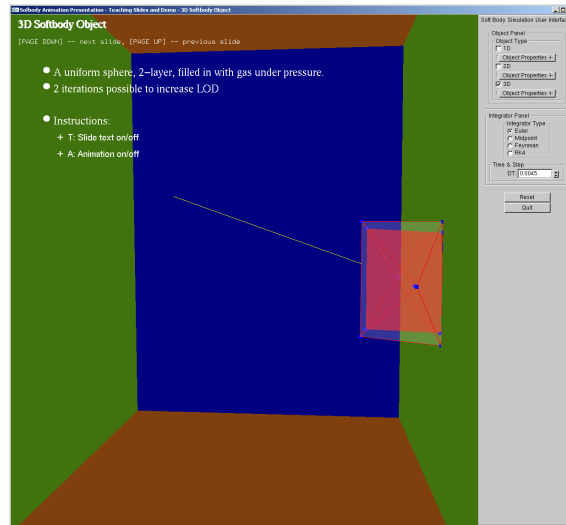 Softbody Animation Presentation - Teaching Slides and Demo - 3D Softbody Object
3D Softbody Object
[PAGE DOWN] -- next slide, [PAGE UP] -- previous slide
A uniform sphere, 2-layer, filled in with gas under pressure.
2 iterations possible to increase LOD
Instructions:
+ T: Slide text on/off
+ A: Animation on/off
Soft Body Simulation User Interfac
Object Panel
Object Type
1D
Object Properties +
2D
Object Properties +
3D
Object Properties +
Integrator Panel
Integrator Type
Euler
Midpoint
Feynman
RK4
Time & Step
DT: 0.0045
Reset
Quit